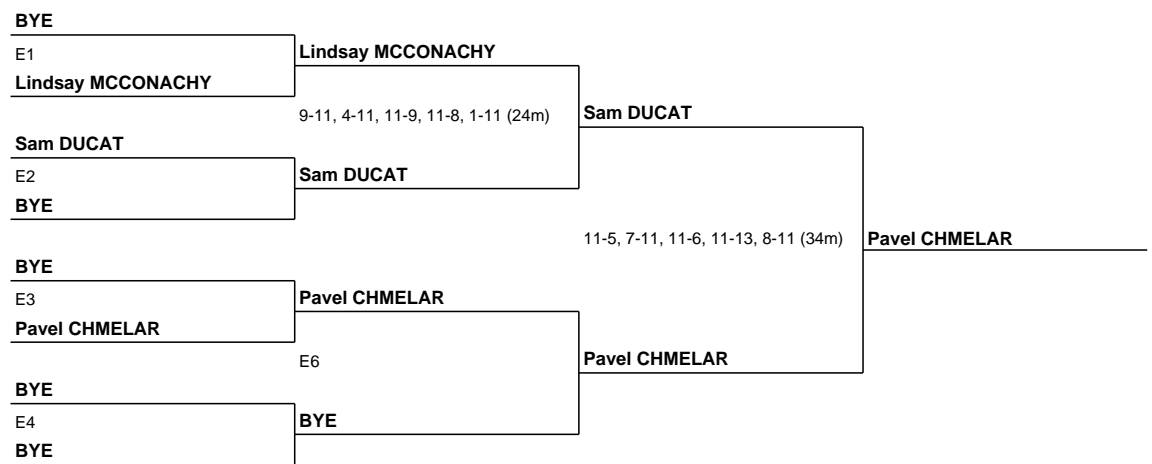 BYE
E1
Lindsay MCCONACHY
Lindsay MCCONACHY
9-11, 4-11, 11-9, 11-8, 1-11 (24m)
Sam DUCAT
Sam DUCAT
E2
Sam DUCAT
BYE
11-5, 7-11, 11-6, 11-13, 8-11 (34m)
Pavel CHMELAR
BYE
E3
Pavel CHMELAR
Pavel CHMELAR
E6
Pavel CHMELAR
BYE
E4
BYE
BYE